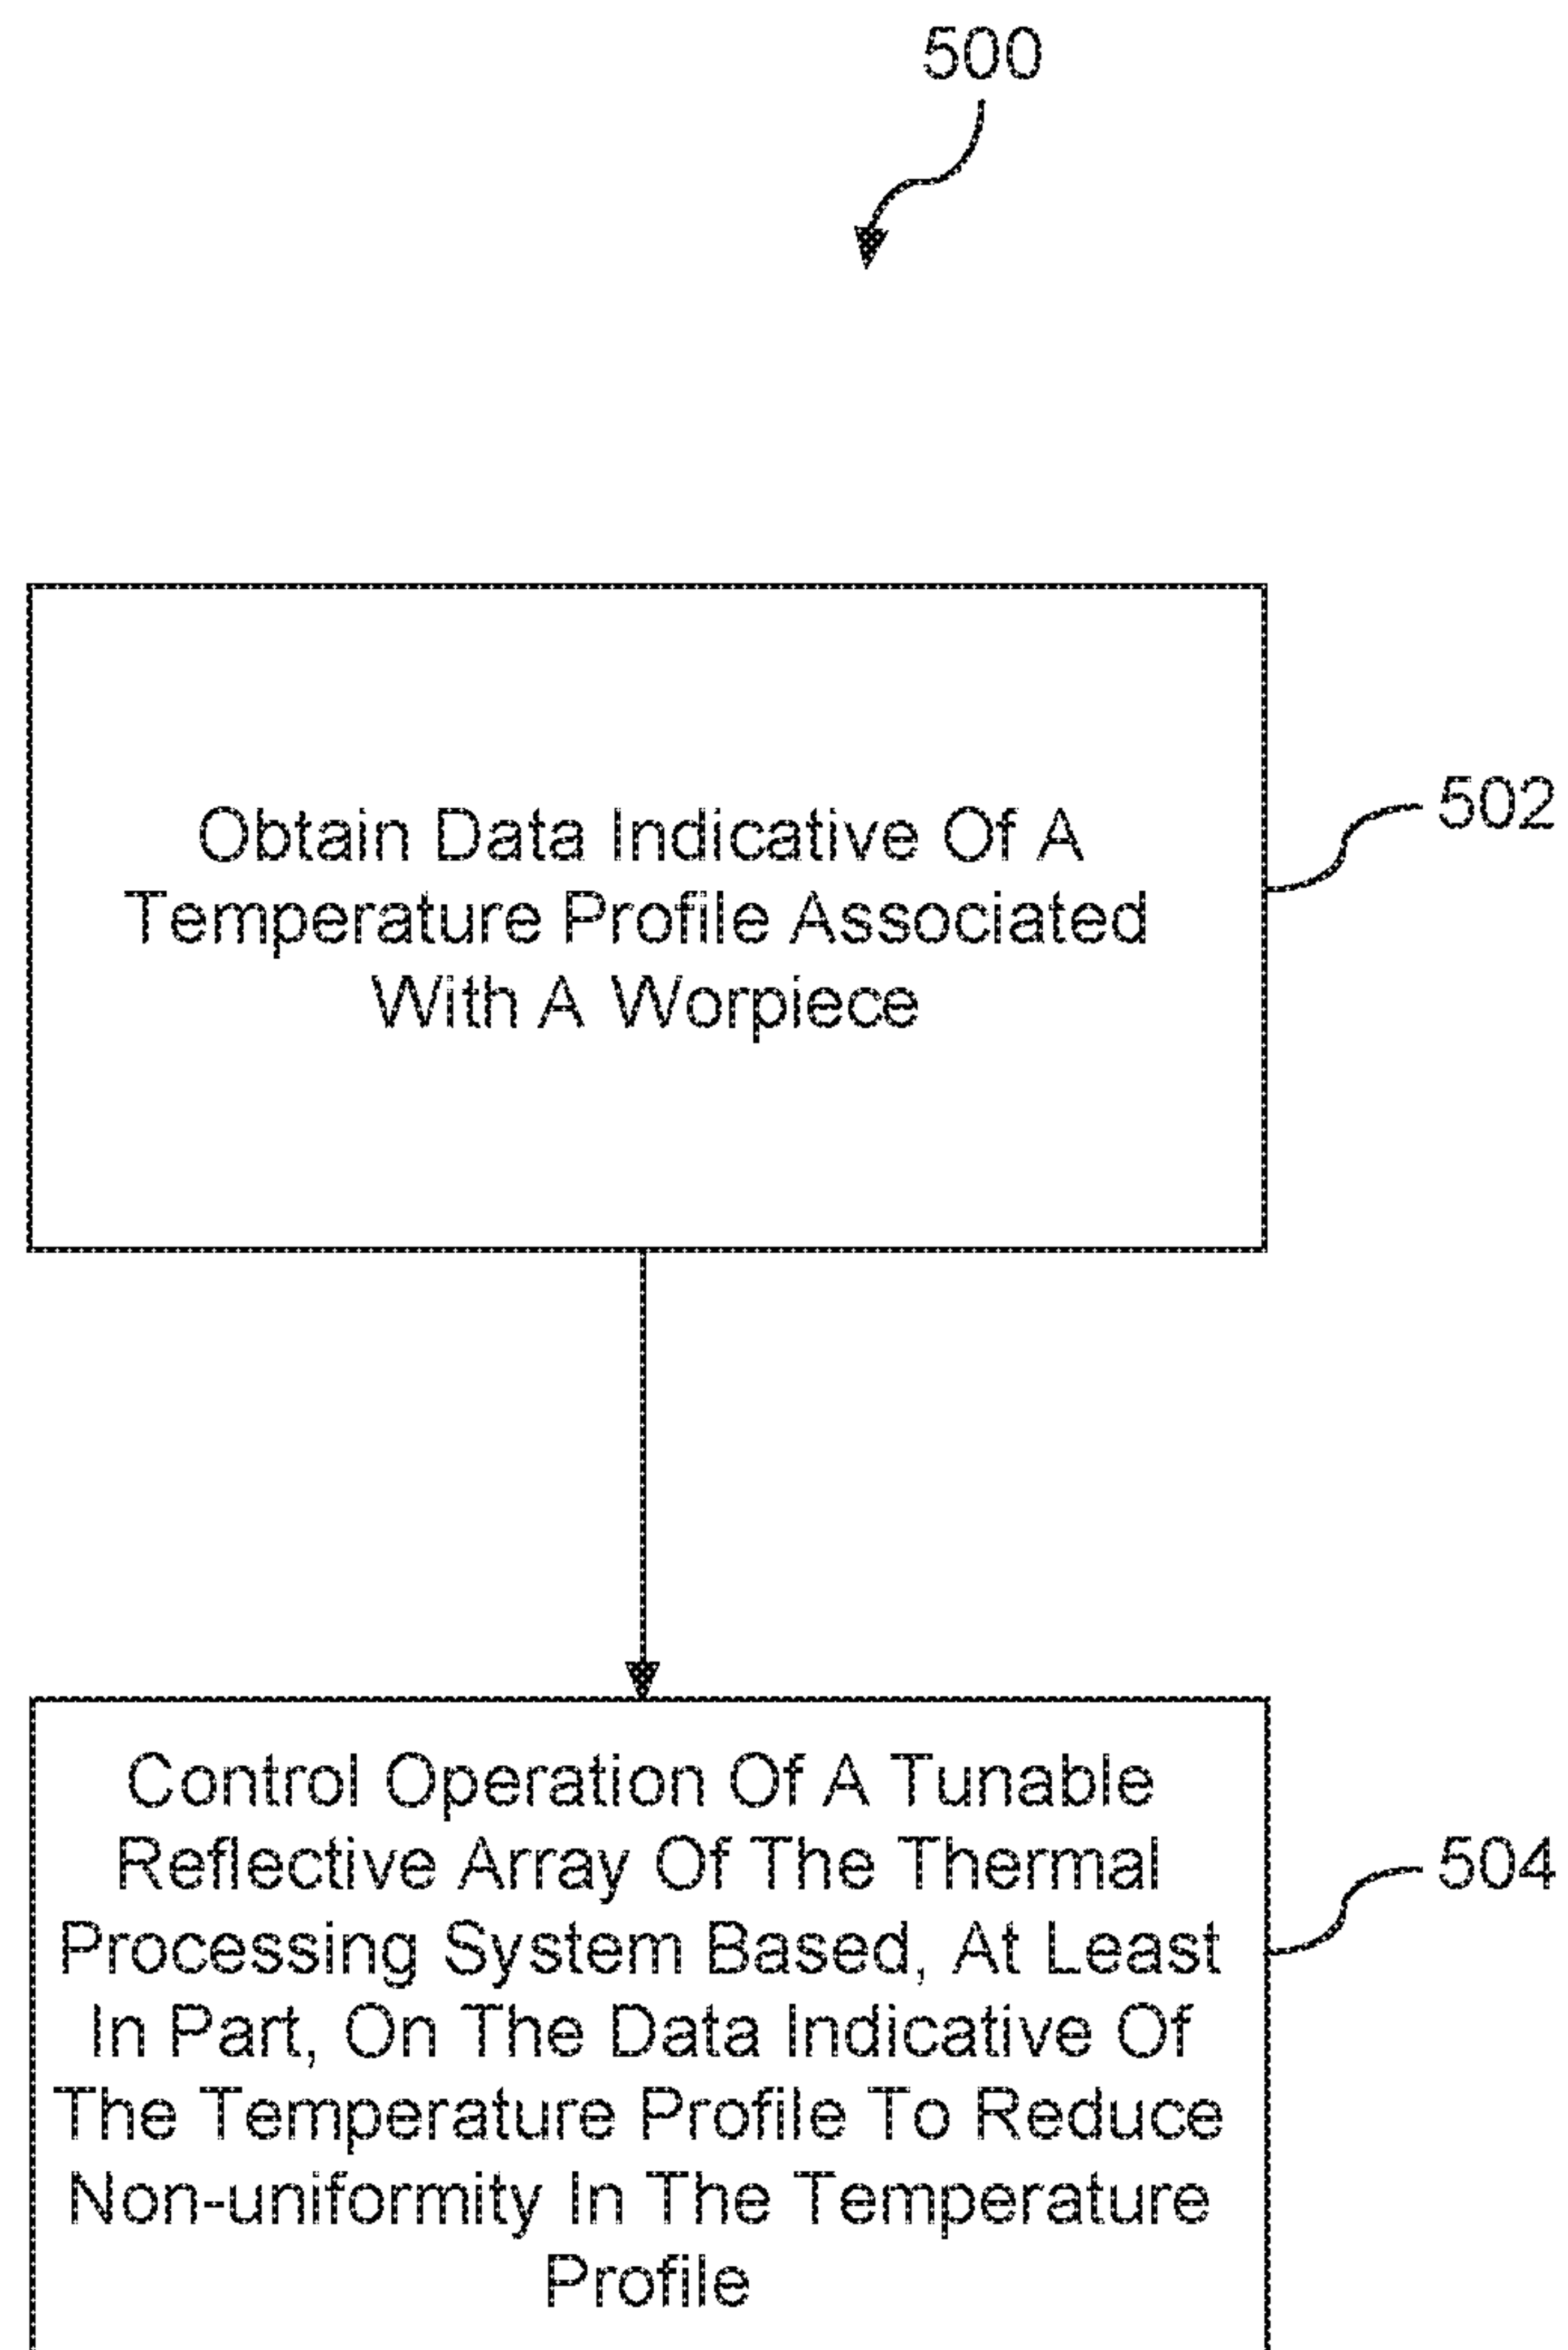 500
Obtain Data Indicative Of A
Temperature Profile Associated
With A Worpiece
502
Control Operation Of A Tunable
Reflective Array Of The Thermal
Processing System Based, At Least
In Part, On The Data Indicative Of
The Temperature Profile To Reduce
Non-uniformity In The Temperature
Profile
504